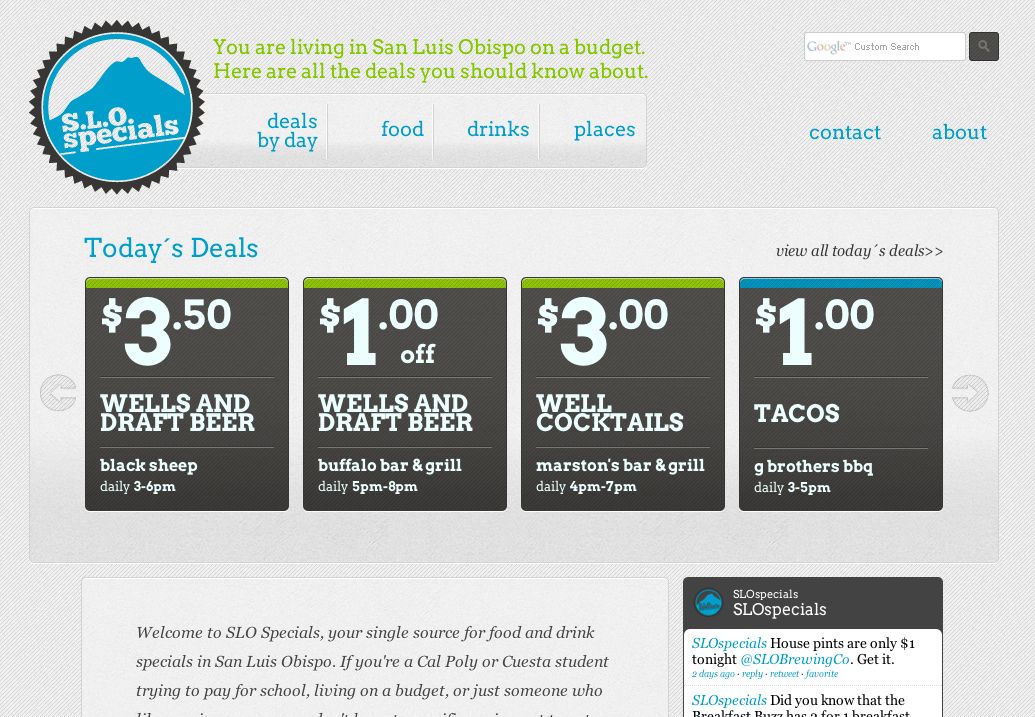 S.L.O.
specials
You are living in San Luis Obispo on a budget.
Here are all the deals you should know about.
Google™ Custom Search
deals
by day
food
drinks
places
contact
about
Today´s Deals
view all today´s deals>>
$3.50
WELLS AND
DRAFT BEER
black sheep
daily 3-6pm
$1.00
off
WELLS AND
DRAFT BEER
buffalo bar & grill
daily 5pm-8pm
$3.00
WELL
COCKTAILS
marston's bar & grill
daily 4pm-7pm
$1.00
TACOS
g brothers bbq
daily 3-5pm
Welcome to SLO Specials, your single source for food and drink
specials in San Luis Obispo. If you're a Cal Poly or Cuesta student
trying to pay for school, living on a budget, or just someone who
SLOspecials
SLOspecials
SLOspecials House pints are only $1
tonight @SLOBrewingCo. Get it.
2 days ago · reply · retweet · favorite
SLOspecials Did you know that the
Breakfast Buzz has 2 for 1 breakfast